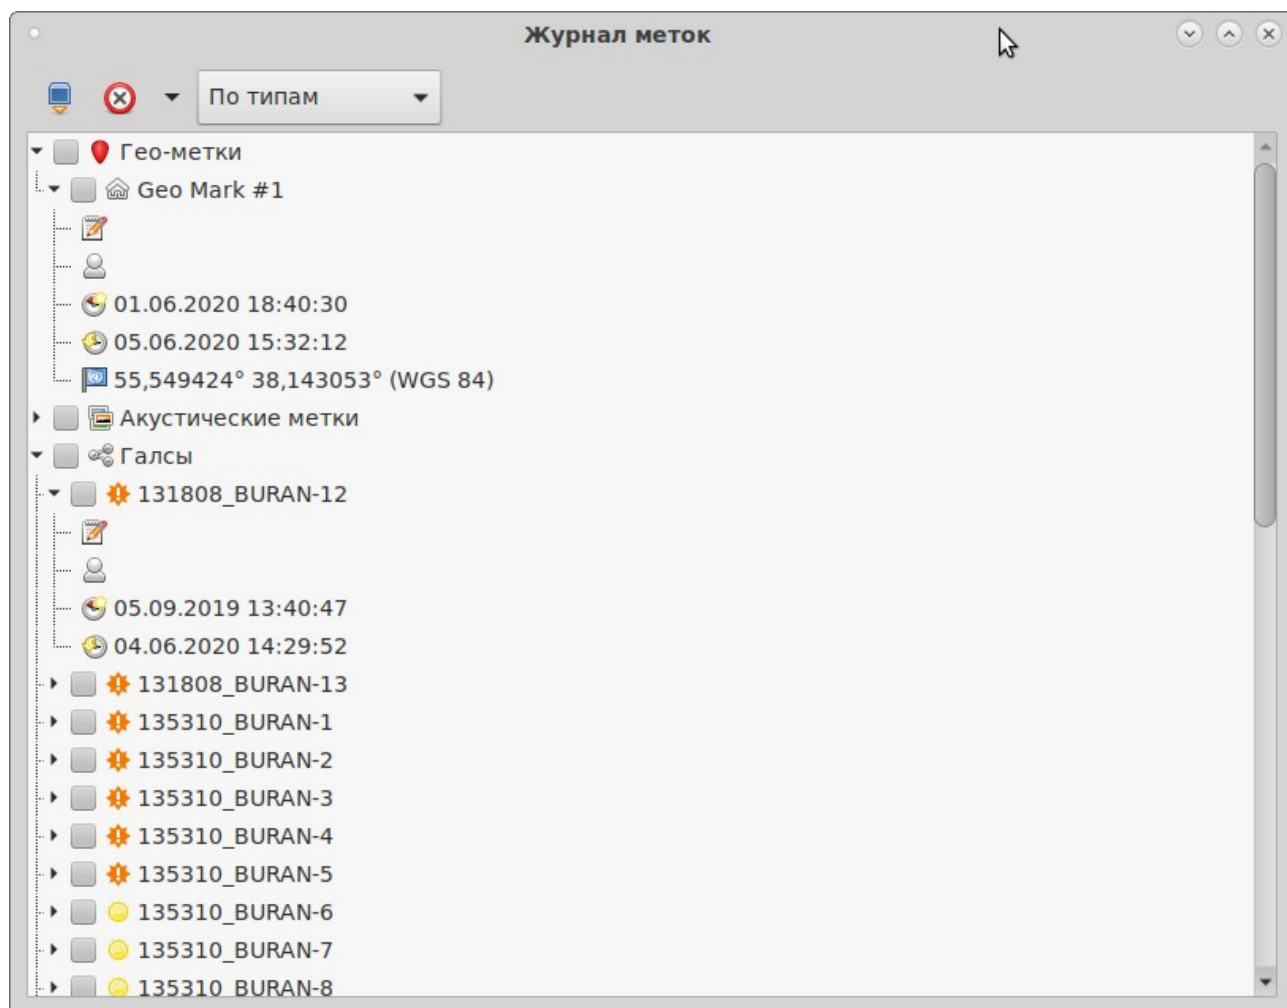 Журнал меток
По типам
Гео-метки
Geo Mark #1
01.06.2020 18:40:30
05.06.2020 15:32:12
55,549424° 38,143053° (WGS 84)
Акустические метки
Галсы
131808_BURAN-12
05.09.2019 13:40:47
04.06.2020 14:29:52
131808_BURAN-13
135310_BURAN-1
135310_BURAN-2
135310_BURAN-3
135310_BURAN-4
135310_BURAN-5
135310_BURAN-6
135310_BURAN-7
135310_BURAN-8